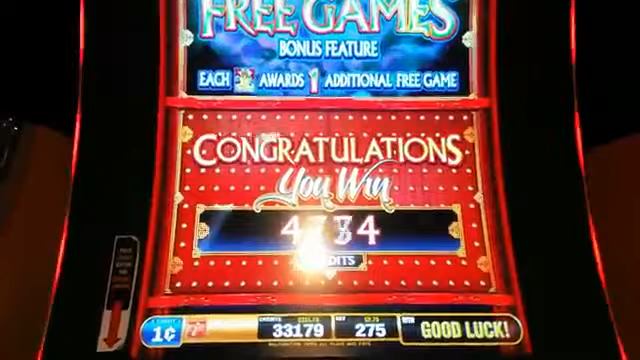 FREE GAMES
BONUS FEATURE
EACH AWARDS 1 ADDITIONAL FREE GAME
CONGRATULATIONS
You Win
1¢
CREDITS
33179
BET
275
GOOD LUCK!